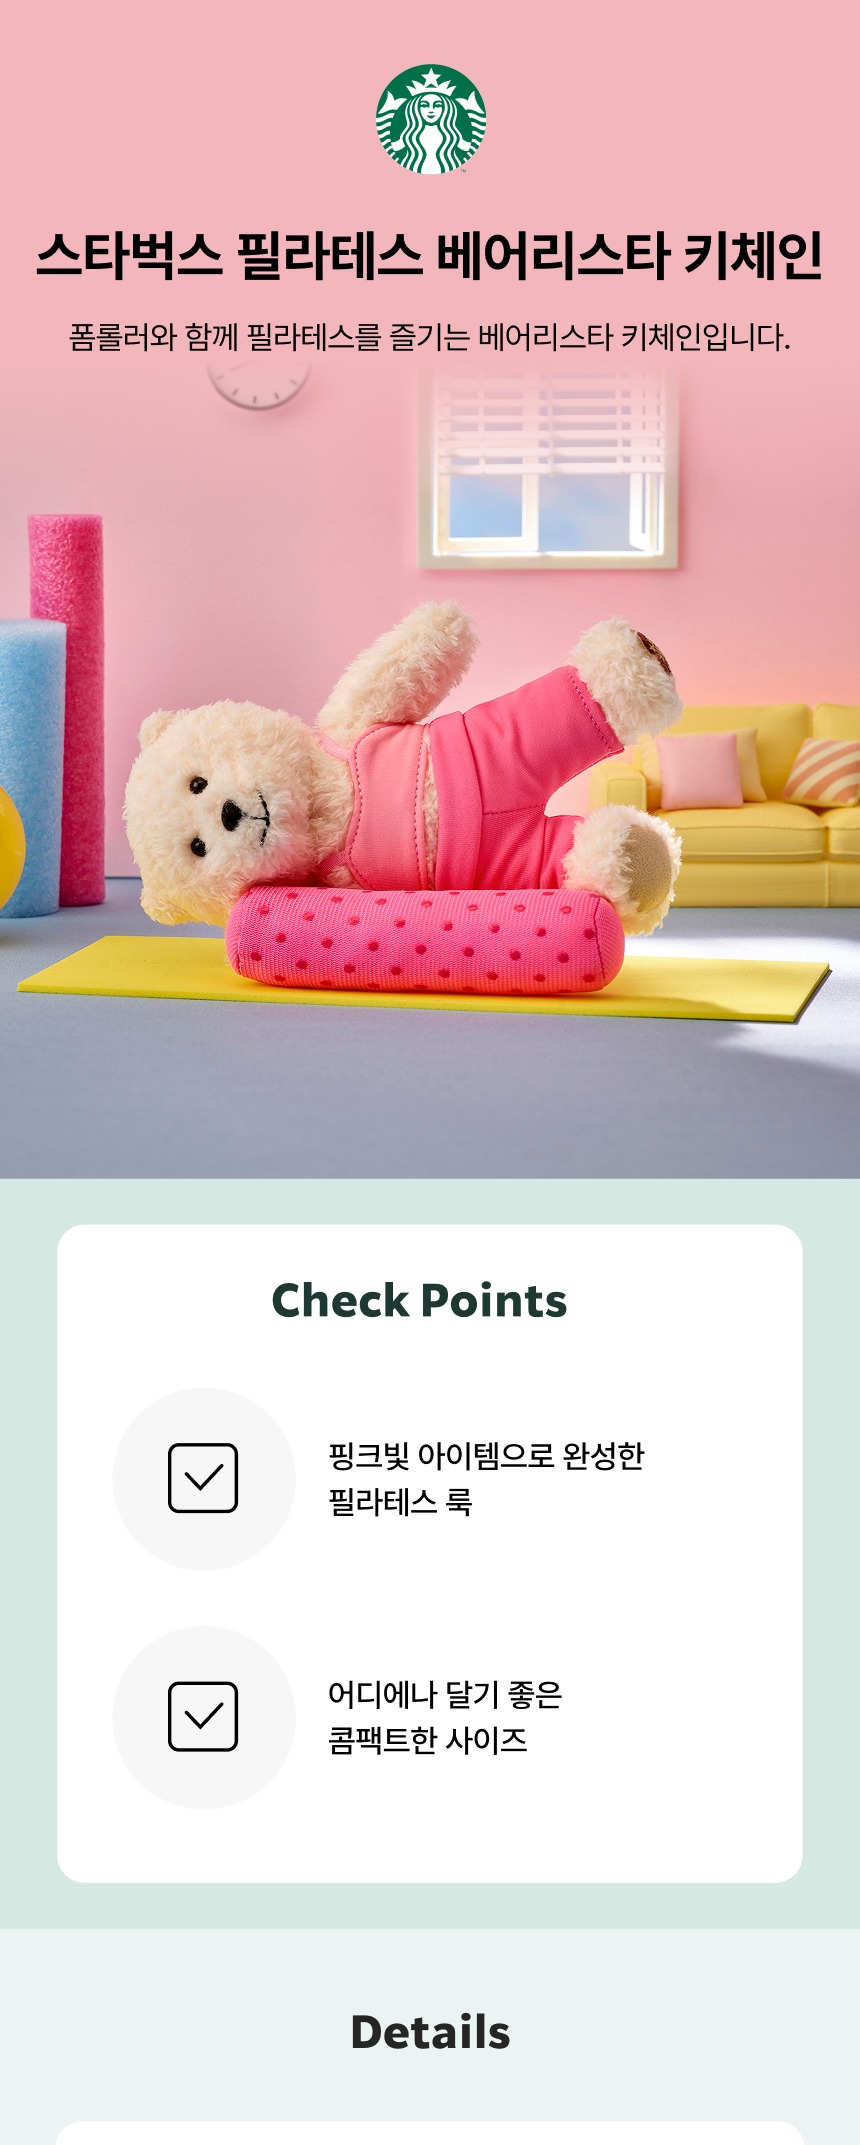 스타벅스 필라테스 베어리스타 키체인
폼롤러와 함께 필라테스를 즐기는 베어리스타 키체인입니다.
Check Points
핑크빛 아이템으로 완성한
필라테스 룩
어디에나 달기 좋은
콤팩트한 사이즈
Details